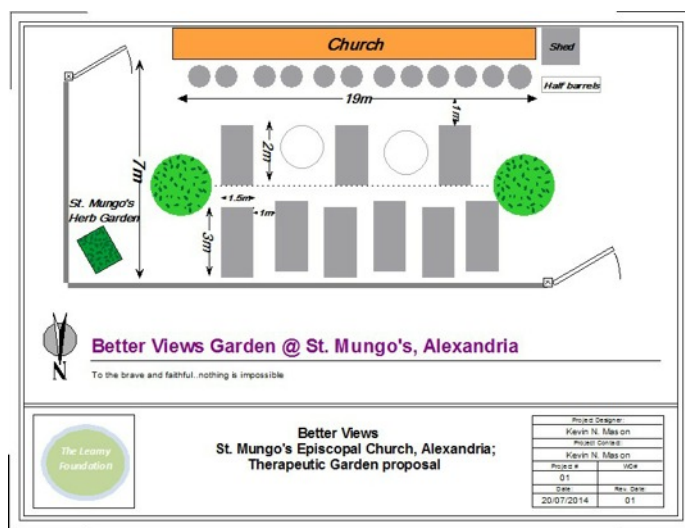 Church
Shed
Half barrels
19m
1m
2m
7m
St. Mungo's
Herb Garden
1.5m
1m
3m
Better Views Garden @ St. Mungo's, Alexandria
N
To the brave and faithful..nothing is impossible
The Leamy
Foundation
Better Views
St. Mungo's Episcopal Church, Alexandria;
Therapeutic Garden proposal
Project Designer:
Kevin N. Mason
Project Contact:
Kevin N. Mason
Project # WO#
01
Date: Rev. Date:
20/07/2014 01